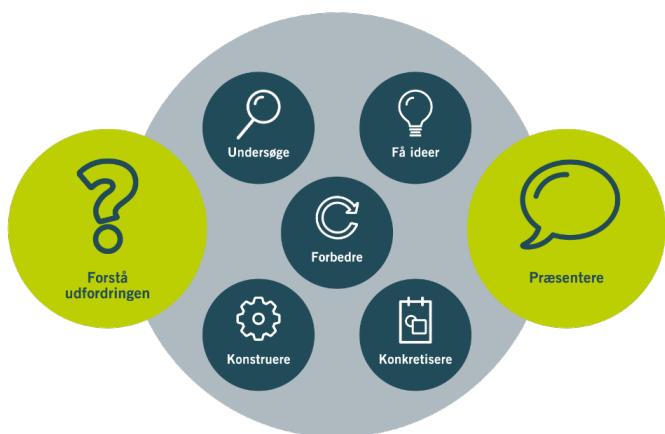 Undersøge
Få ideer
Forstå
udfordringen
Forbedre
Præsentere
Konstruere
Konkretisere